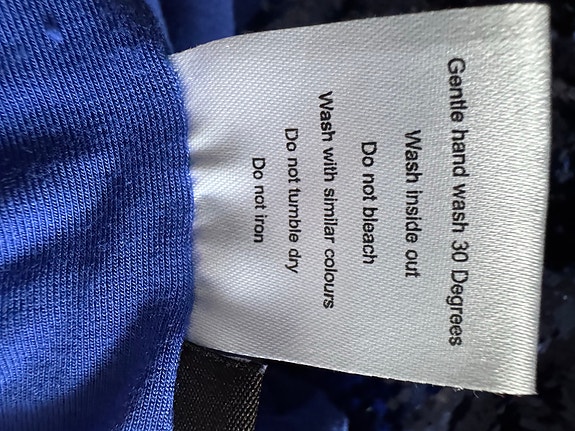 Gentle hand wash 30 Degrees
Wash inside out
Do not bleach
Wash with similar colours
Do not tumble dry
Do not iron